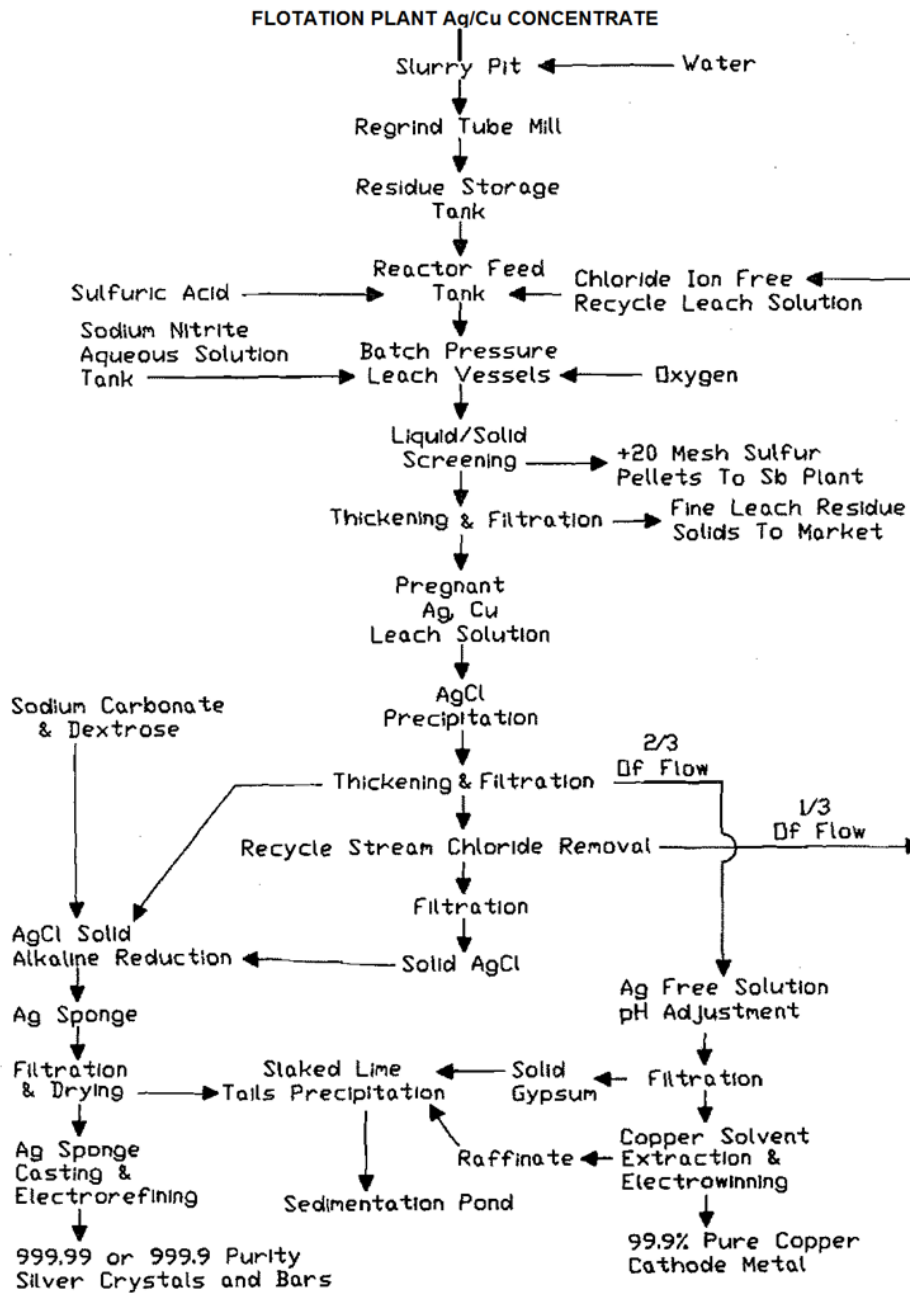 FLOTATION PLANT Ag/Cu CONCENTRATE
Slurry Pit
Water
Regrind Tube Mill
Residue Storage
Tank
Reactor Feed
Tank
Sulfuric Acid
Chloride Ion Free
Recycle Leach Solution
Sodium Nitrite
Aqueous Solution
Tank
Batch Pressure
Leach Vessels
Oxygen
Liquid/Solid
Screening
+20 Mesh Sulfur
Pellets To Sb Plant
Thickening & Filtration
Fine Leach Residue
Solids To Market
Pregnant
Ag, Cu
Leach Solution
AgCl
Precipitation
Sodium Carbonate
& Dextrose
Thickening & Filtration
2/3
Of Flow
1/3
Of Flow
Recycle Stream Chloride Removal
Filtration
AgCl Solid
Alkaline Reduction
Solid AgCl
Ag Free Solution
pH Adjustment
Ag Sponge
Filtration
& Drying
Slaked Lime
Tails Precipitation
Solid
Gypsum
Filtration
Ag Sponge
Casting &
Electrorefining
Raffinate
Copper Solvent
Extraction &
Electrowinning
Sedimentation Pond
999.99 or 999.9 Purity
Silver Crystals and Bars
99.9% Pure Copper
Cathode Metal